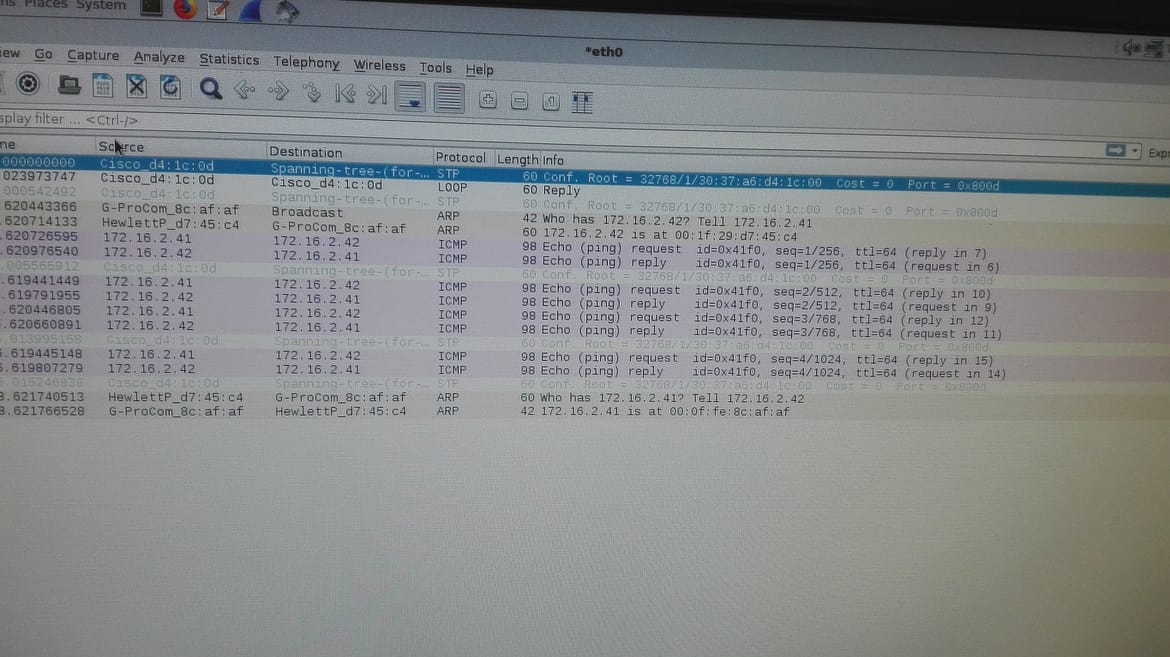 Places System
*eth0
Go Capture Analyze Statistics Telephony Wireless Tools Help
filter ... <Ctrl-/>
Source Destination Protocol Length Info
000000000 Cisco_d4:1c:0d Spanning-tree-(for-… STP 60 Conf. Root = 32768/1/30:37:a6:d4:1c:00 Cost = 0 Port = 0x800d
023973747 Cisco_d4:1c:0d Cisco_d4:1c:0d LOOP 60 Reply
000542492 Cisco_d4:1c:0d Spanning-tree-(for-… STP 60 Conf. Root = 32768/1/30:37:a6:d4:1c:00 Cost = 0 Port = 0x800d
.620443366 G-ProCom_8c:af:af Broadcast ARP 42 Who has 172.16.2.42? Tell 172.16.2.41
.620714133 HewlettP_d7:45:c4 G-ProCom_8c:af:af ARP 60 172.16.2.42 is at 00:1f:29:d7:45:c4
.620726595 172.16.2.41 172.16.2.42 ICMP 98 Echo (ping) request id=0x41f0, seq=1/256, ttl=64 (reply in 7)
.620976540 172.16.2.42 172.16.2.41 ICMP 98 Echo (ping) reply id=0x41f0, seq=1/256, ttl=64 (request in 6)
.005565912 Cisco_d4:1c:0d Spanning-tree-(for-… STP 60 Conf. Root = 32768/1/30:37:a6:d4:1c:00 Cost = 0 Port = 0x800d
.619441449 172.16.2.41 172.16.2.42 ICMP 98 Echo (ping) request id=0x41f0, seq=2/512, ttl=64 (reply in 10)
.619791955 172.16.2.42 172.16.2.41 ICMP 98 Echo (ping) reply id=0x41f0, seq=2/512, ttl=64 (request in 9)
.620446805 172.16.2.41 172.16.2.42 ICMP 98 Echo (ping) request id=0x41f0, seq=3/768, ttl=64 (reply in 12)
.620660891 172.16.2.42 172.16.2.41 ICMP 98 Echo (ping) reply id=0x41f0, seq=3/768, ttl=64 (request in 11)
.013995158 Cisco_d4:1c:0d Spanning-tree-(for-… STP 60 Conf. Root = 32768/1/30:37:a6:d4:1c:00 Cost = 0 Port = 0x800d
.619445148 172.16.2.41 172.16.2.42 ICMP 98 Echo (ping) request id=0x41f0, seq=4/1024, ttl=64 (reply in 15)
.619807279 172.16.2.42 172.16.2.41 ICMP 98 Echo (ping) reply id=0x41f0, seq=4/1024, ttl=64 (request in 14)
.015246838 Cisco_d4:1c:0d Spanning-tree-(for-… STP 60 Conf. Root = 32768/1/30:37:a6:d4:1c:00 Cost = 0 Port = 0x800d
.621740513 HewlettP_d7:45:c4 G-ProCom_8c:af:af ARP 60 Who has 172.16.2.41? Tell 172.16.2.42
.621766528 G-ProCom_8c:af:af HewlettP_d7:45:c4 ARP 42 172.16.2.41 is at 00:0f:fe:8c:af:af